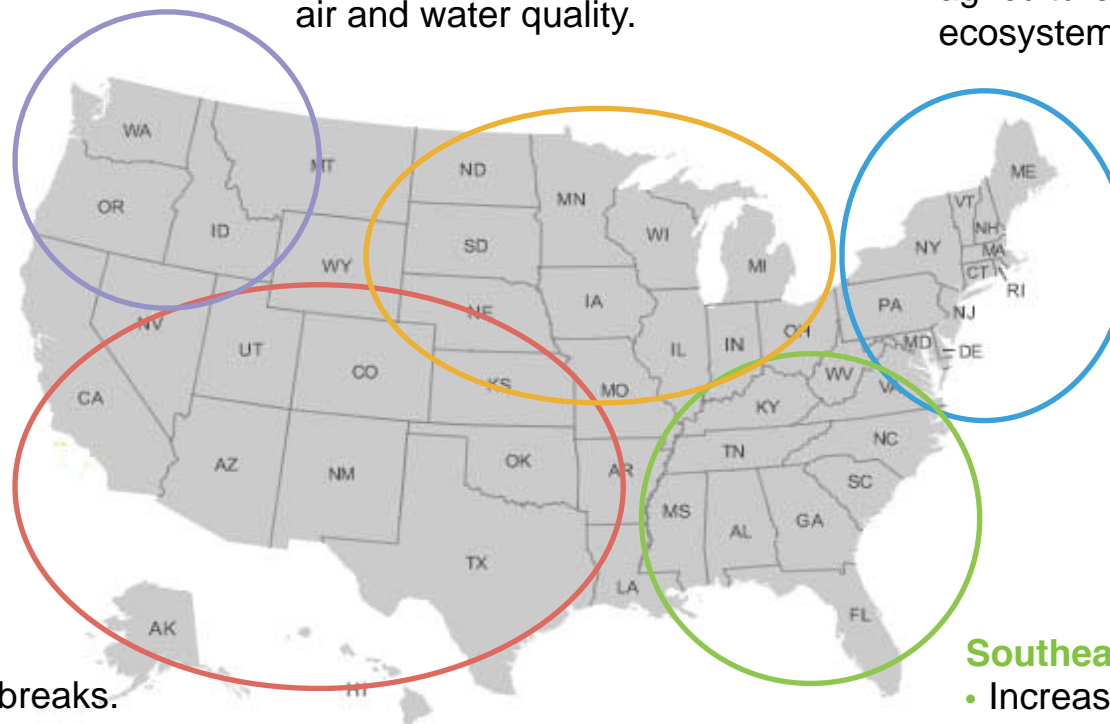 air and water quality.
ecosystem
WA
MT
ND
MN
ME
VT
NH
OR
ID
SD
WI
MI
NY
MA
CT
RI
WY
IA
PA
NJ
NE
NV
UT
CO
IL
IN
OH
MD
DE
KS
MO
WV
VA
CA
KY
NC
AZ
NM
OK
AR
TN
SC
MS
AL
GA
TX
LA
FL
AK
HI
breaks.
Southea
• Increas